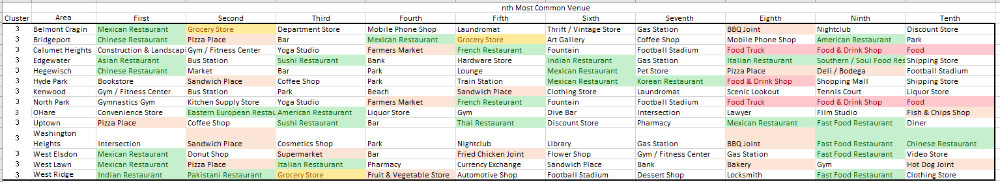 nth Most Common Venue
Cluster Area First Second Third Fourth Fifth Sixth Seventh Eighth Ninth Tenth
3 Belmont Cragin Mexican Restaurant Grocery Store Department Store Mobile Phone Shop Laundromat Thrift / Vintage Store Gas Station BBQ Joint Nightclub Discount Store
3 Bridgeport Chinese Restaurant Pizza Place Bar Mexican Restaurant Grocery Store Art Gallery Coffee Shop Mobile Phone Shop American Restaurant Park
3 Calumet Heights Construction & Landscapi Gym / Fitness Center Yoga Studio Farmers Market French Restaurant Fountain Football Stadium Food Truck Food & Drink Shop Food
3 Edgewater Asian Restaurant Bus Station Sushi Restaurant Bank Hardware Store Indian Restaurant Gas Station Italian Restaurant Southern / Soul Food Res Shipping Store
3 Hegewisch Chinese Restaurant Market Bar Park Lounge Mexican Restaurant Pet Store Pizza Place Deli / Bodega Football Stadium
3 Hyde Park Bookstore Sandwich Place Coffee Shop Park Train Station Mexican Restaurant Korean Restaurant Food & Drink Shop Shopping Mall Shipping Store
3 Kenwood Gym / Fitness Center Bus Station Park Beach Sandwich Place Clothing Store Laundromat Scenic Lookout Tennis Court Liquor Store
3 North Park Gymnastics Gym Kitchen Supply Store Yoga Studio Farmers Market French Restaurant Fountain Football Stadium Food Truck Food & Drink Shop Food
3 OHare Convenience Store Eastern European Restau American Restaurant Liquor Store Gym Dive Bar Intersection Lawyer Film Studio Fish & Chips Shop
3 Uptown Pizza Place Coffee Shop Sushi Restaurant Bar Thai Restaurant Discount Store Pharmacy Mexican Restaurant Fast Food Restaurant Diner
3 Washington
Heights Intersection Sandwich Place Cosmetics Shop Park Nightclub Library Gas Station BBQ Joint Fast Food Restaurant Chinese Restaurant
3 West Elsdon Mexican Restaurant Donut Shop Supermarket Bar Fried Chicken Joint Flower Shop Gym / Fitness Center Gas Station Fast Food Restaurant Video Store
3 West Lawn Mexican Restaurant Pizza Place Italian Restaurant Pharmacy Currency Exchange Sandwich Place Bank Bakery Gym Hot Dog Joint
3 West Ridge Indian Restaurant Pakistani Restaurant Grocery Store Fruit & Vegetable Store Automotive Shop Football Stadium Dessert Shop Locksmith Fast Food Restaurant Clothing Store